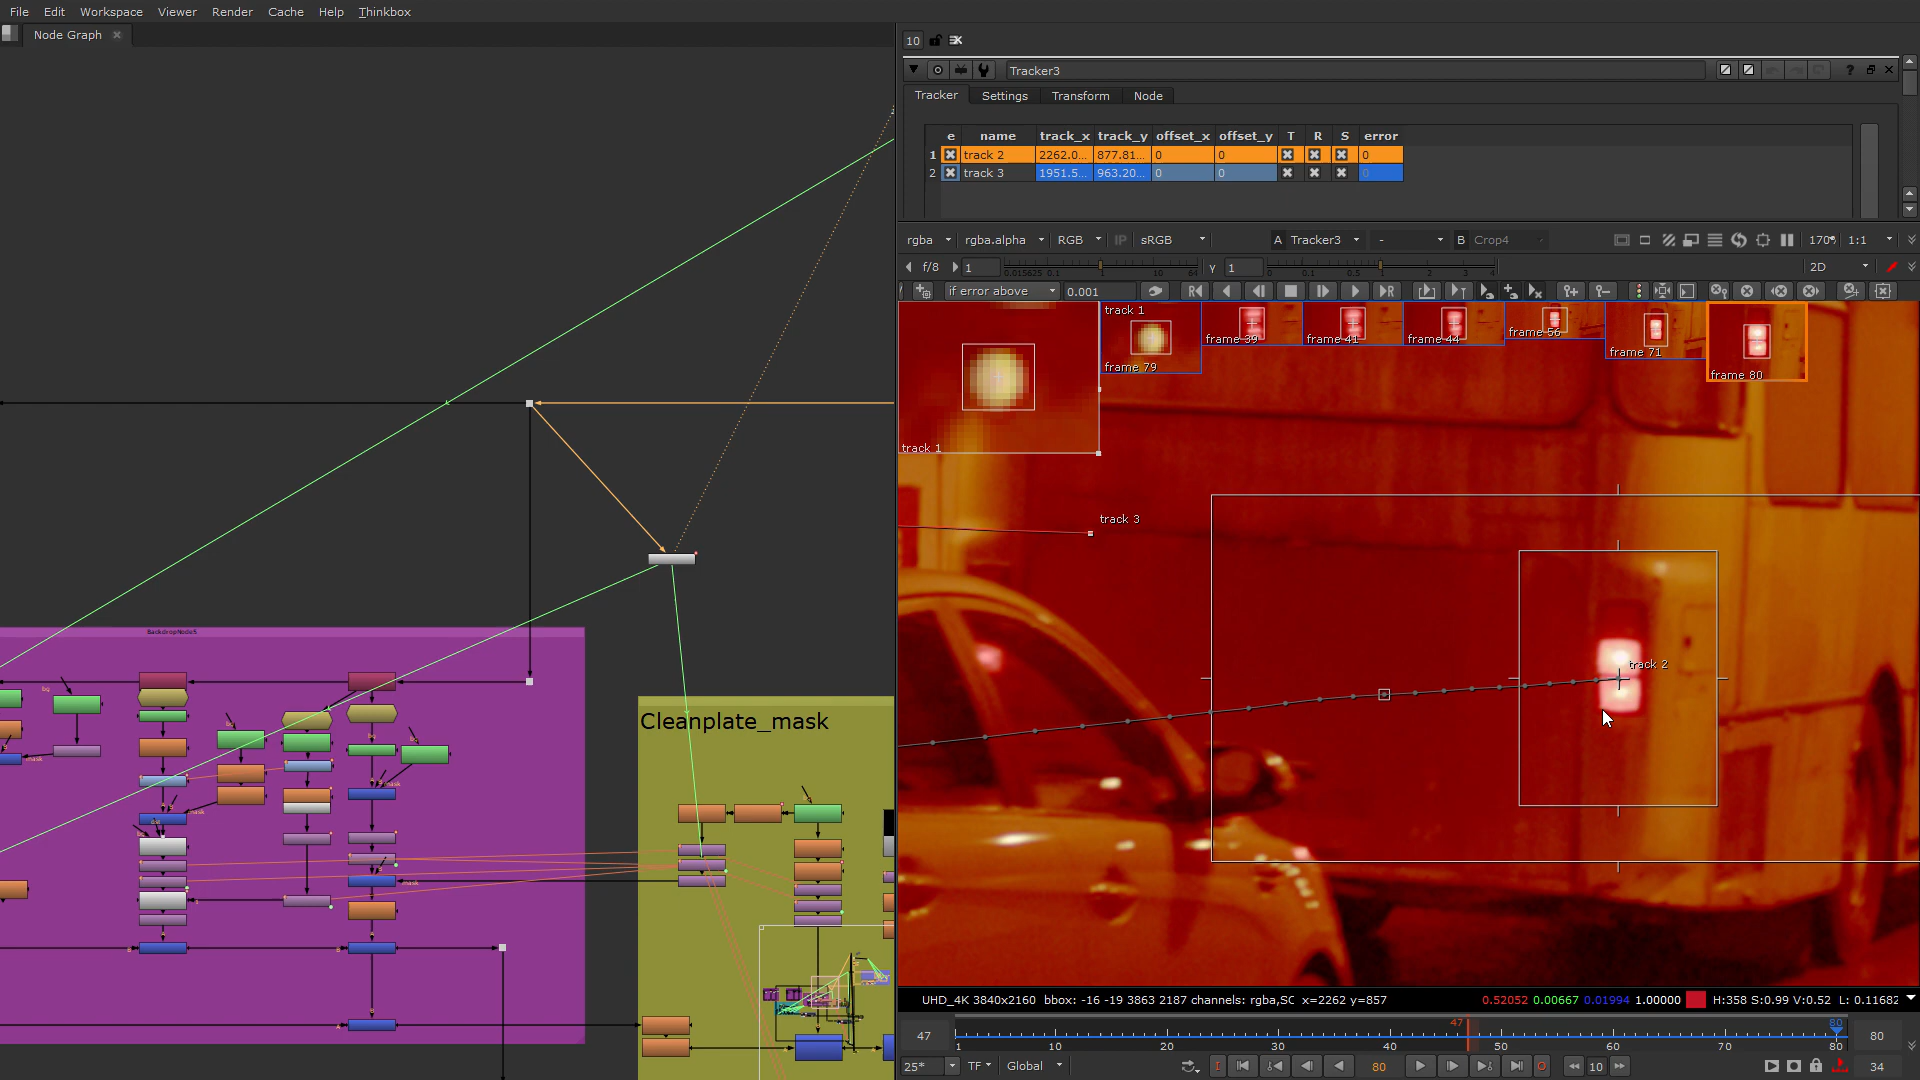 File Edit Workspace Viewer Render Cache Help Thinkbox
Node Graph
10
Tracker3
Tracker Settings Transform Node
e name track_x track_y offset_x offset_y T R S error
1 track 2 2262.0... 877.81... 0 0 0
2 track 3 1951.5... 963.20... 0 0 0
rgba rgba.alpha RGB IP sRGB A Tracker3 - B Crop4 1:1
f/8 1 Y 1 2D
if error above 0.001
track 1
frame 79
frame 39
frame 41
frame 44
frame 56
frame 71
frame 80
track 1
track 3
track 2
BackdropNode5
Cleanplate_mask
UHD_4K 3840x2160 bbox: -16 -19 3863 2187 channels: rgba,SC x=2262 y=857 0.52052 0.00667 0.01994 1.00000 H:358 S:0.99 V:0.52 L: 0.11682
47 47 80 80
1 10 20 30 40 50 60 70 80
25* TF Global 80 10 34